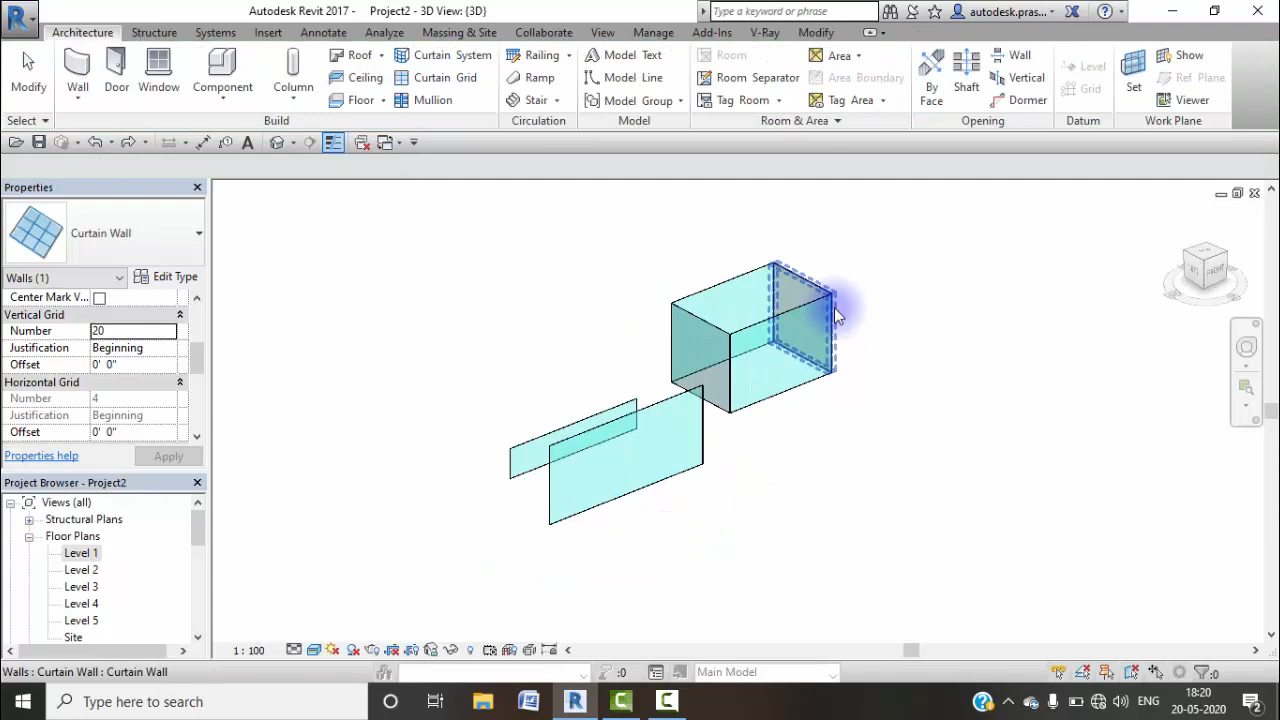 Autodesk Revit 2017 - Project2 - 3D View: {3D}
Type a keyword or phrase
autodesk.pras...
Architecture Structure Systems Insert Annotate Analyze Massing & Site Collaborate View Manage Add-Ins V-Ray Modify
Modify
Wall
Door
Window
Component
Column
Roof
Ceiling
Floor
Curtain System
Curtain Grid
Mullion
Railing
Ramp
Stair
Model Text
Model Line
Model Group
Room
Room Separator
Tag Room
Area
Area Boundary
Tag Area
By
Face
Shaft
Wall
Vertical
Dormer
Level
Grid
Set
Show
Ref Plane
Viewer
Select Build Circulation Model Room & Area Opening Datum Work Plane
Properties
Curtain Wall
Walls (1) Edit Type
Center Mark V...
Vertical Grid
Number 20
Justification Beginning
Offset 0' 0"
Horizontal Grid
Number 4
Justification Beginning
Offset 0' 0"
Properties help Apply
Project Browser - Project2
Views (all)
Structural Plans
Floor Plans
Level 1
Level 2
Level 3
Level 4
Level 5
Site
FRONT
1 : 100
Walls : Curtain Wall : Curtain Wall
:0
Main Model
:0
Type here to search
ENG
18:20
20-05-2020
2